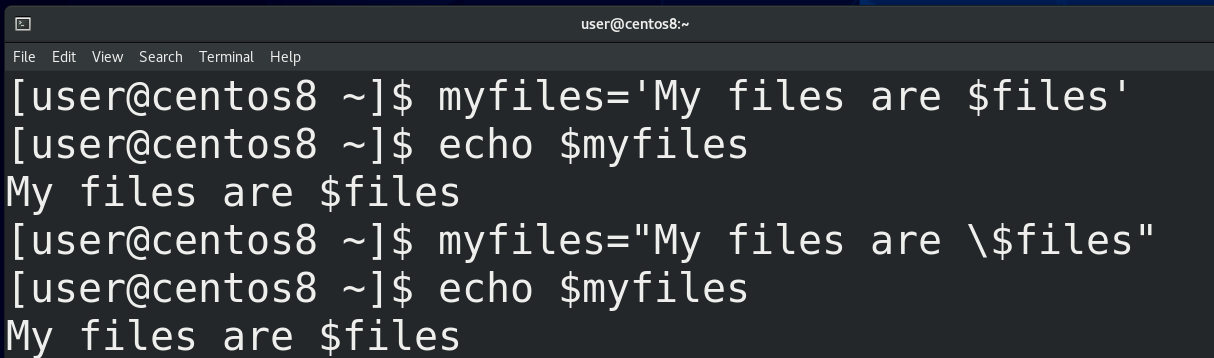 user@centos8:~
File Edit View Search Terminal Help
[user@centos8 ~]$ myfiles='My files are $files'
[user@centos8 ~]$ echo $myfiles
My files are $files
[user@centos8 ~]$ myfiles="My files are \$files"
[user@centos8 ~]$ echo $myfiles
My files are $files